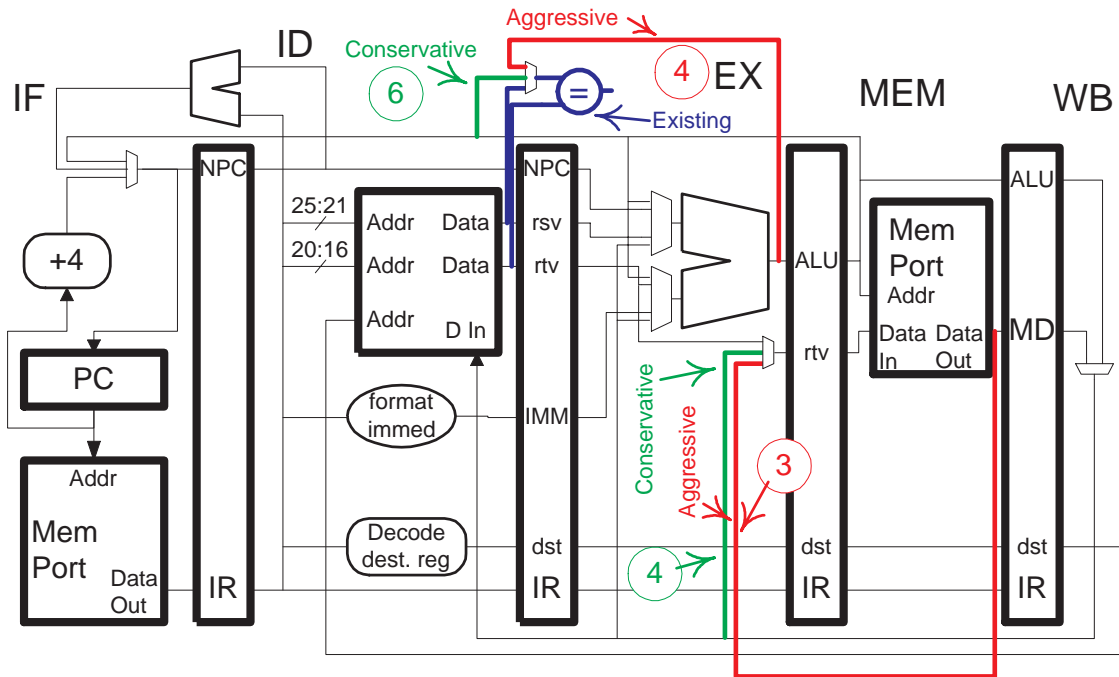 Aggressive
ID
Conservative
4
EX
6
IF
MEM
WB
=
Existing
NPC
NPC
ALU
25:21
Addr
Data
rsv
Mem
Port
20:16
+4
Addr
Data
rtv
ALU
Addr
Addr
D In
Data
In
Data
Out
MD
rtv
PC
format
immed
IMM
Conservative
Aggressive
3
Addr
Mem
Port
Decode
dest. reg
dst
dst
dst
4
Data
Out
IR
IR
IR
IR